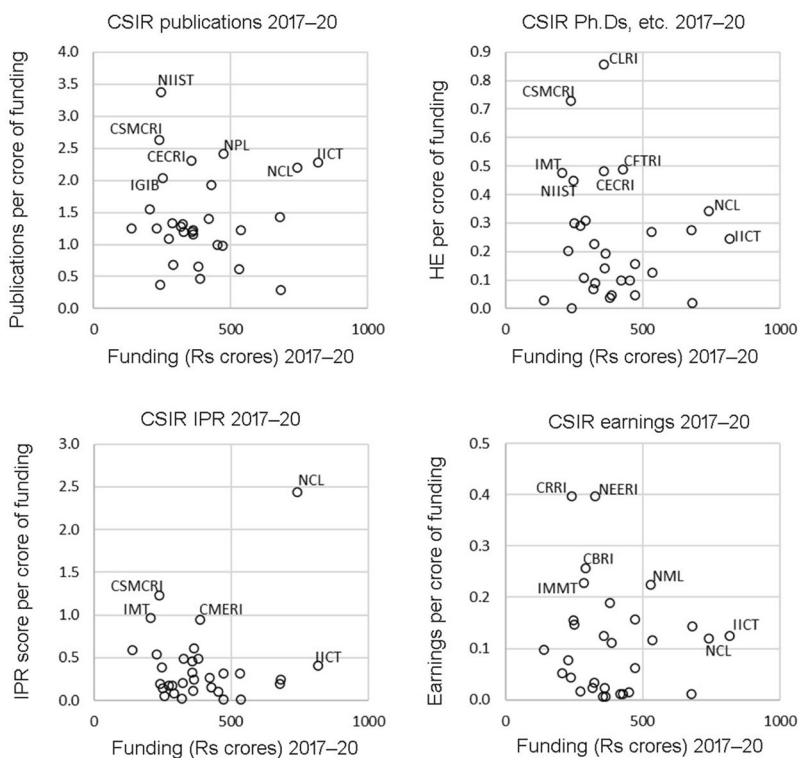 CSIR publications 2017–20
Publications per crore of funding
4.0
3.5
3.0
2.5
2.0
1.5
1.0
0.5
0.0
NIIST
CSMCRI
CECRI
NPL
NCL
IICT
IGIB
0
500
1000
Funding (Rs crores) 2017–20
CSIR Ph.Ds, etc. 2017–20
HE per crore of funding
0.9
0.8
0.7
0.6
0.5
0.4
0.3
0.2
0.1
0.0
CLRI
CSMCRI
IMT
CFTRI
NIIST
CECRI
NCL
IICT
0
500
1000
Funding (Rs crores) 2017–20
CSIR IPR 2017–20
IPR score per crore of funding
3.0
2.5
2.0
1.5
1.0
0.5
0.0
NCL
CSMCRI
IMT
CMERI
IICT
0
500
1000
Funding (Rs crores) 2017–20
CSIR earnings 2017–20
Earnings per crore of funding
0.5
0.4
0.3
0.2
0.1
0.0
CRRI
NEERI
CBRI
IMMT
NML
IICT
NCL
0
500
1000
Funding (Rs crores) 2017–20